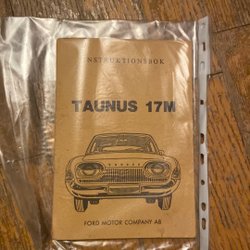 INSTRUKTIONSBOK
TAUNUS 17M
FORD MOTOR COMPANY AB